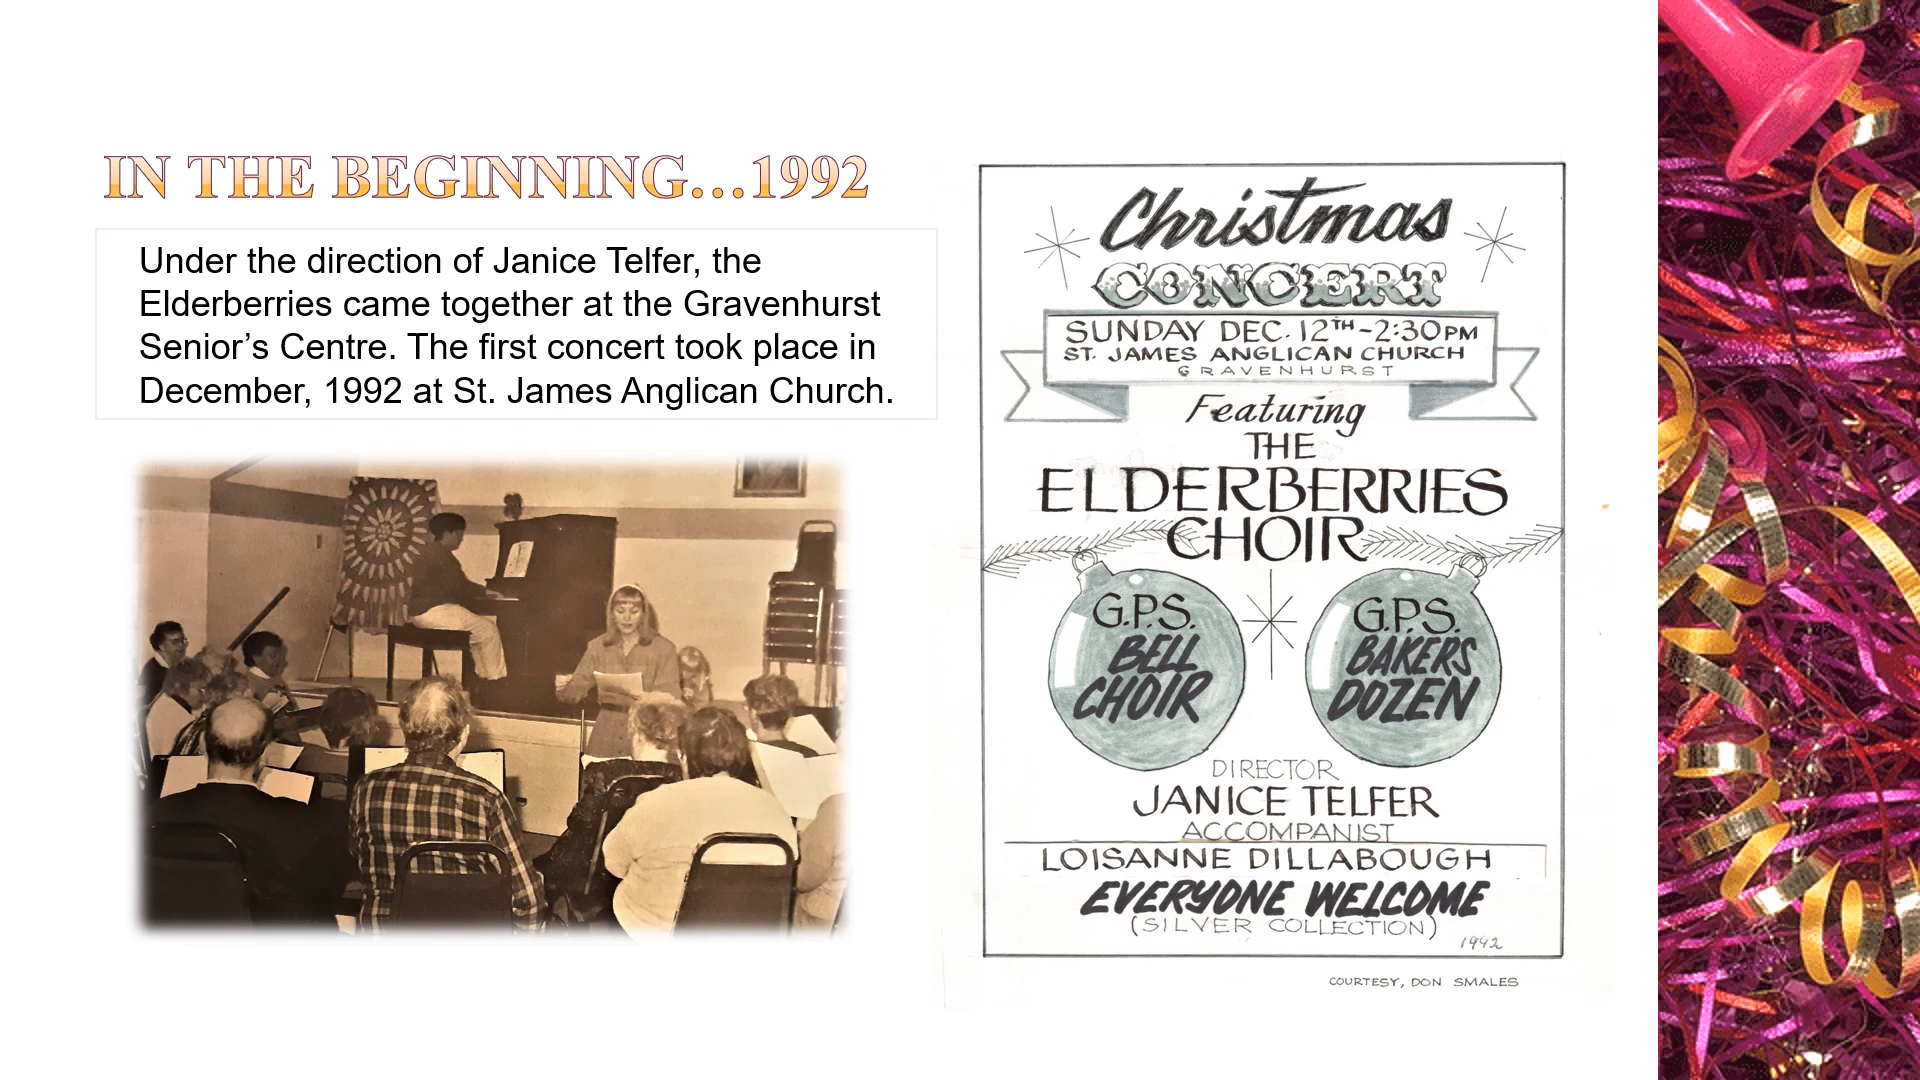 IN THE BEGINNING...1992
Under the direction of Janice Telfer, the
Elderberries came together at the Gravenhurst
Senior’s Centre. The first concert took place in
December, 1992 at St. James Anglican Church.
Christmas
CONCERT
SUNDAY DEC. 12TH-2:30PM
ST. JAMES ANGLICAN CHURCH
GRAVENHURST
Featuring
THE
ELDERBERRIES
CHOIR
G.P.S.
BELL
CHOIR
G.P.S.
BAKERS
DOZEN
DIRECTOR
JANICE TELFER
ACCOMPANIST
LOISANNE DILLABOUGH
EVERYONE WELCOME
(SILVER COLLECTION)
1992
COURTESY, DON SMALES